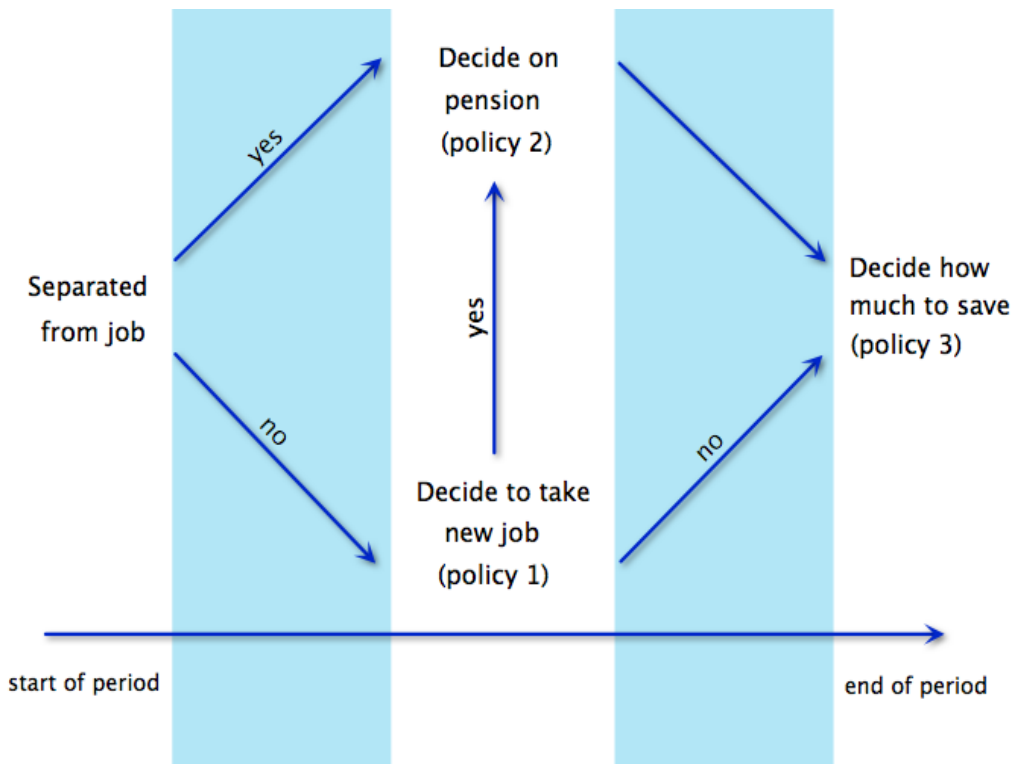 Decide on
pension
(policy 2)
yes
Separated
from job
yes
Decide how
much to save
(policy 3)
no
no
Decide to take
new job
(policy 1)
start of period
end of period